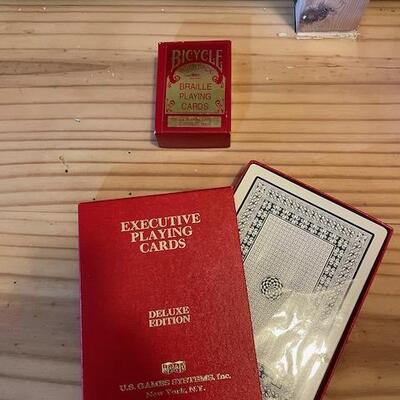 BICYCLE
BRAILLE
PLAYING
CARDS
EXECUTIVE
PLAYING
CARDS
DELUXE
EDITION
U.S. GAMES SYSTEMS, Inc.
New York, N.Y.